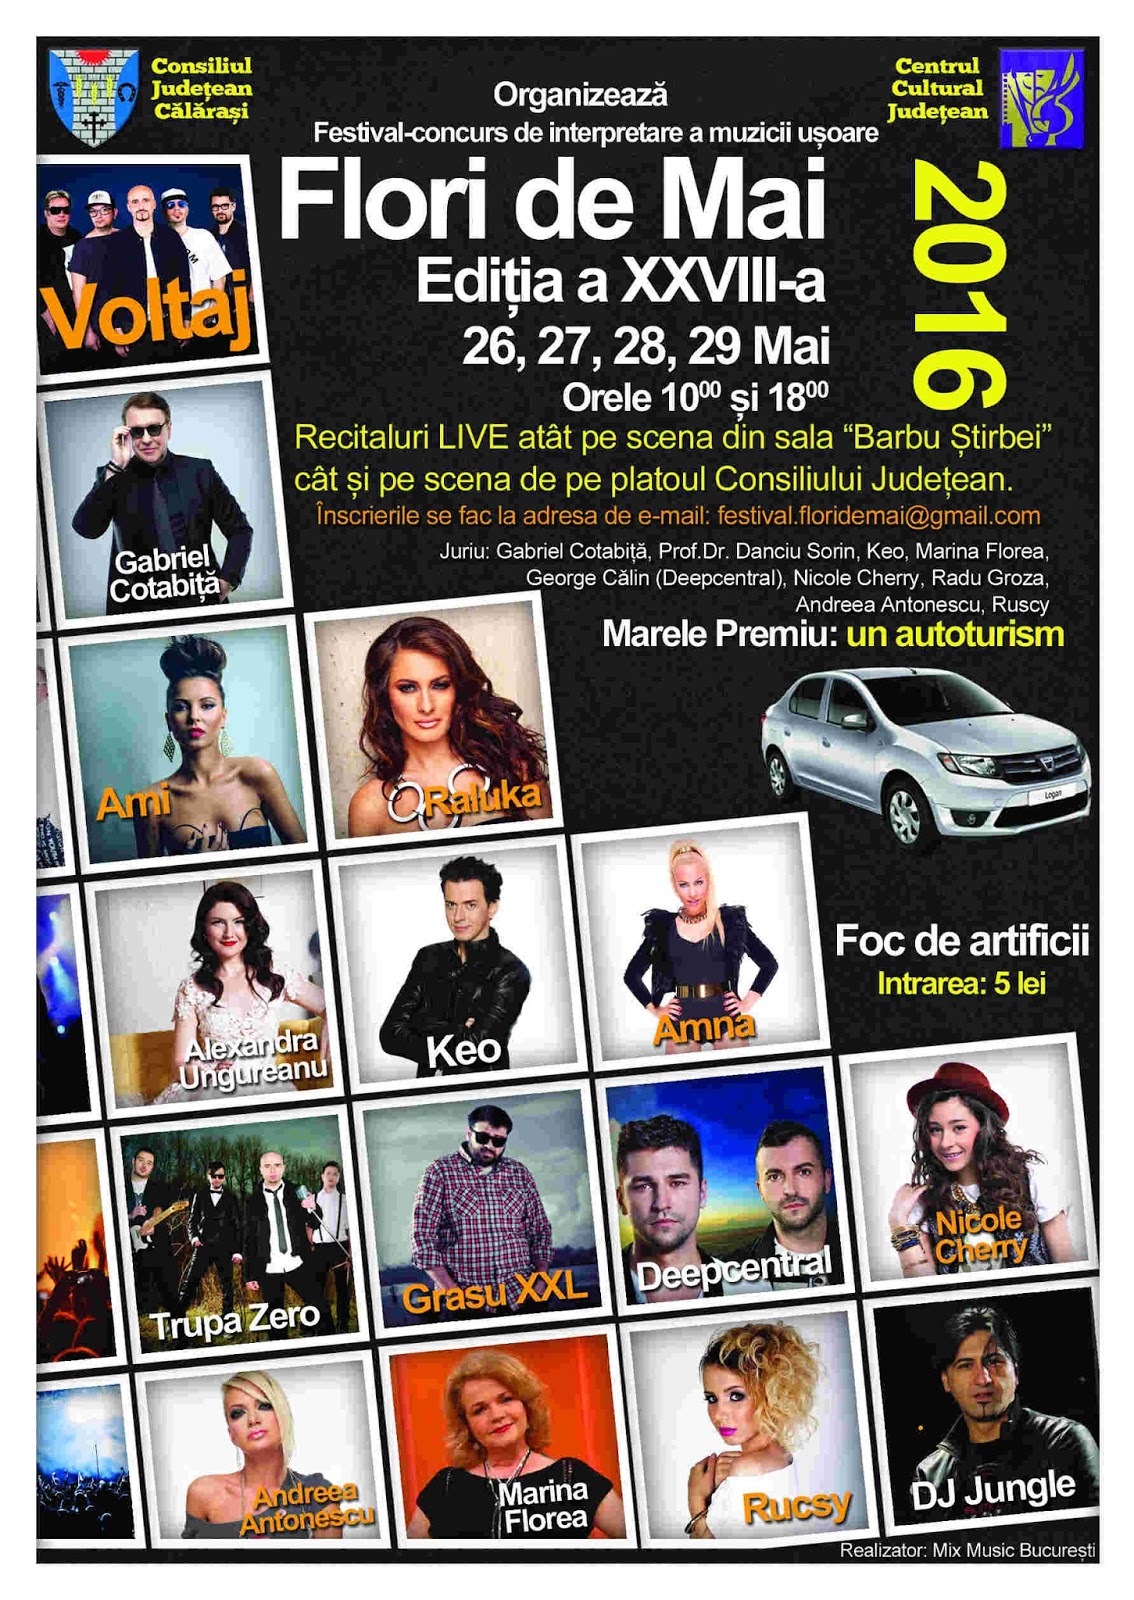 Consiliul
Județean
Călărași
Centrul
Cultural
Județean
Organizează
Festival-concurs de interpretare a muzicii ușoare
Flori de Mai
2016
Ediția a XXVIII-a
26, 27, 28, 29 Mai
Orele 10⁰⁰ și 18⁰⁰
Recitaluri LIVE atât pe scena din sala “Barbu Știrbei”
cât și pe scena de pe platoul Consiliului Județean.
Înscrierile se fac la adresa de e-mail: festival.floridemai@gmail.com
Juriu: Gabriel Cotabiță, Prof.Dr. Danciu Sorin, Keo, Marina Florea,
George Călin (Deepcentral), Nicole Cherry, Radu Groza,
Andreea Antonescu, Ruscy
Marele Premiu: un autoturism
Logan
Foc de artificii
Intrarea: 5 lei
Voltaj
Gabriel
Cotabiță
Ami
Raluka
Alexandra
Ungureanu
Keo
Amna
Trupa Zero
Grasu XXL
Deepcentral
Nicole
Cherry
Andreea
Antonescu
Marina
Florea
Rucsy
DJ Jungle
Realizator: Mix Music București